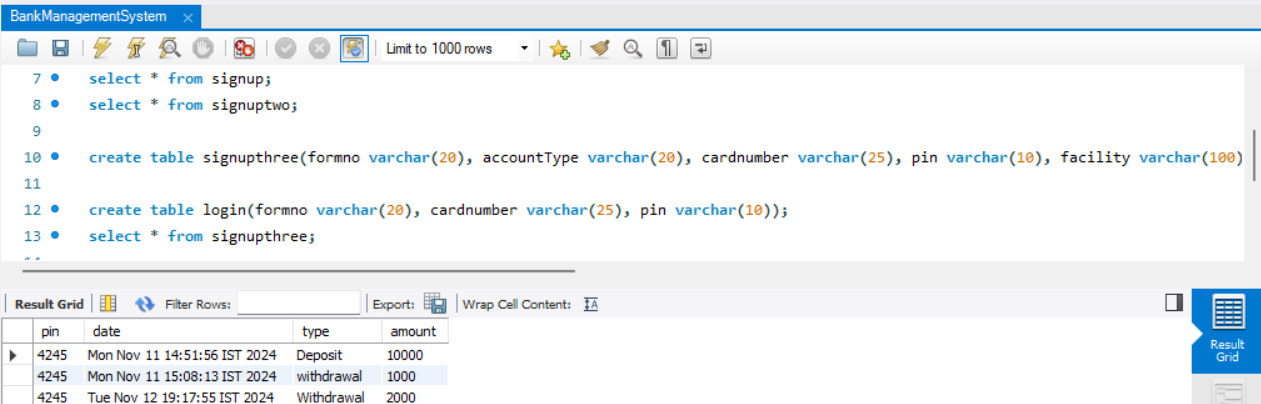 BankManagementSystem ×
Limit to 1000 rows
7 select * from signup;
8 select * from signuptwo;
9
10 create table signupthree(formno varchar(20), accountType varchar(20), cardnumber varchar(25), pin varchar(10), facility varchar(100)
11
12 create table login(formno varchar(20), cardnumber varchar(25), pin varchar(10));
13 select * from signupthree;
Result Grid Filter Rows: Export: Wrap Cell Content:
pin date type amount
4245 Mon Nov 11 14:51:56 IST 2024 Deposit 10000
4245 Mon Nov 11 15:08:13 IST 2024 withdrawal 1000
4245 Tue Nov 12 19:17:55 IST 2024 Withdrawal 2000
Result
Grid